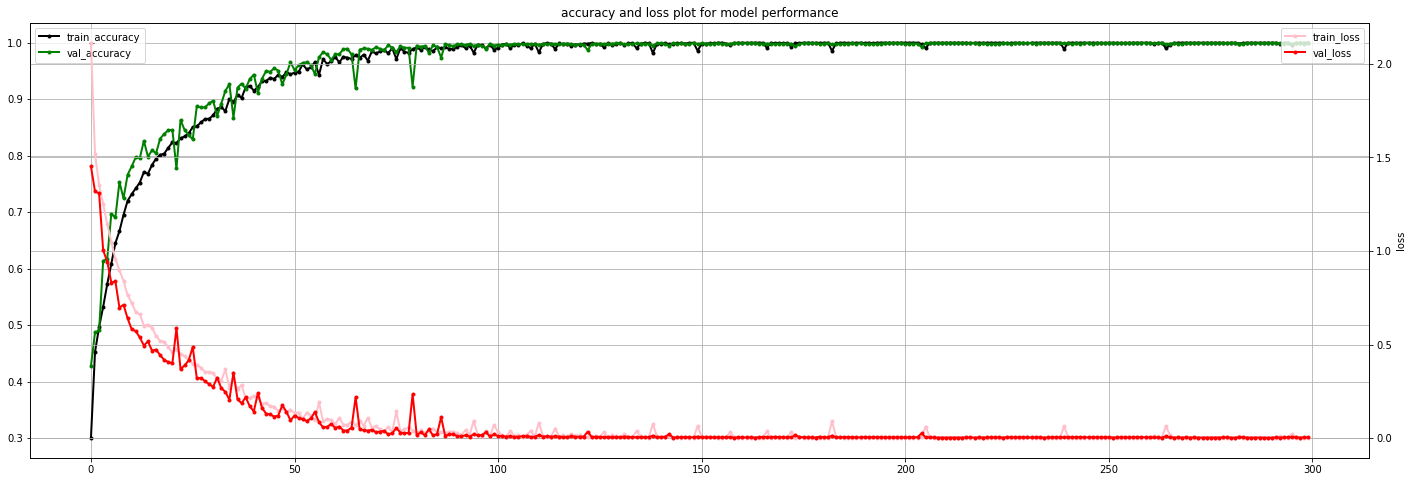 accuracy and loss plot for model performance
train_accuracy
val_accuracy
train_loss
val_loss
1.0
0.9
0.8
0.7
0.6
0.5
0.4
0.3
2.0
1.5
1.0
0.5
0.0
loss
0 50 100 150 200 250 300